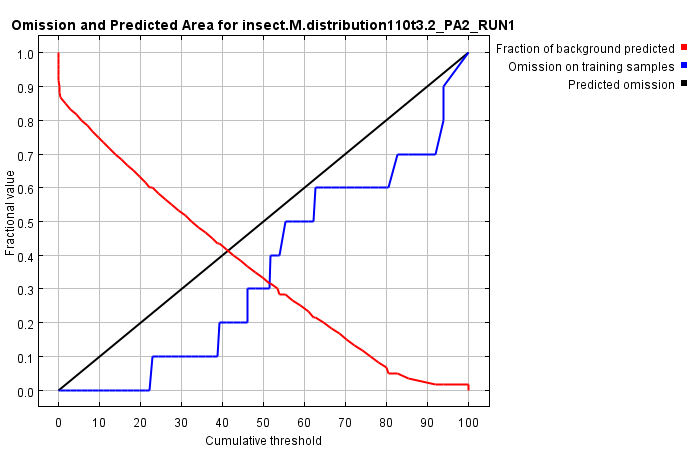 Omission and Predicted Area for insect.M.distribution110t3.2_PA2_RUN1
Fraction of background predicted
Omission on training samples
Predicted omission
1.0
0.9
0.8
0.7
0.6
0.5
0.4
0.3
0.2
0.1
0.0
Fractional value
0 10 20 30 40 50 60 70 80 90 100
Cumulative threshold